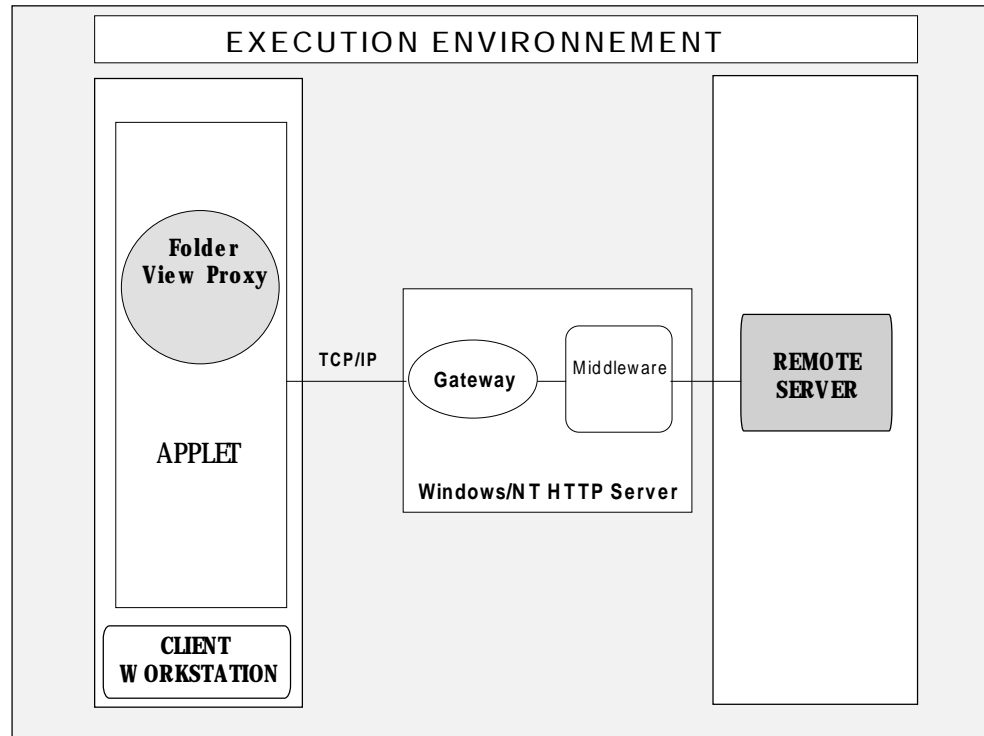 EXECUTION ENVIRONNEMENT
Folder
View Proxy
APPLET
CLIENT
WORKSTATION
TCP/IP
Gateway
Middleware
Windows/NT HTTP Server
REMOTE
SERVER